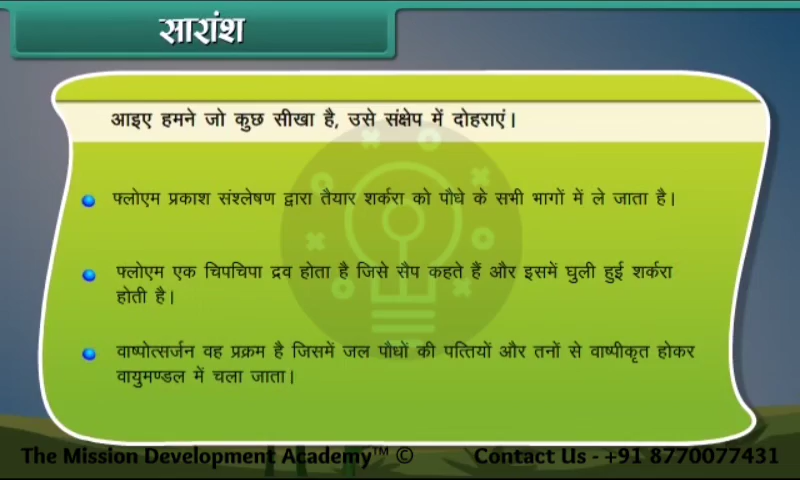 सारांश
आइए हमने जो कुछ सीखा है, उसे संक्षेप में दोहराएं।
फ्लोएम प्रकाश संश्लेषण द्वारा तैयार शर्करा को पौधे के सभी भागों में ले जाता है।
फ्लोएम एक चिपचिपा द्रव होता है जिसे सैप कहते हैं और इसमें घुली हुई शर्करा
होती है।
वाष्पोत्सर्जन वह प्रक्रम है जिसमें जल पौधों की पत्तियों और तनों से वाष्पीकृत होकर
वायुमण्डल में चला जाता।
The Mission Development Academy™ © Contact Us - +91 8770077431